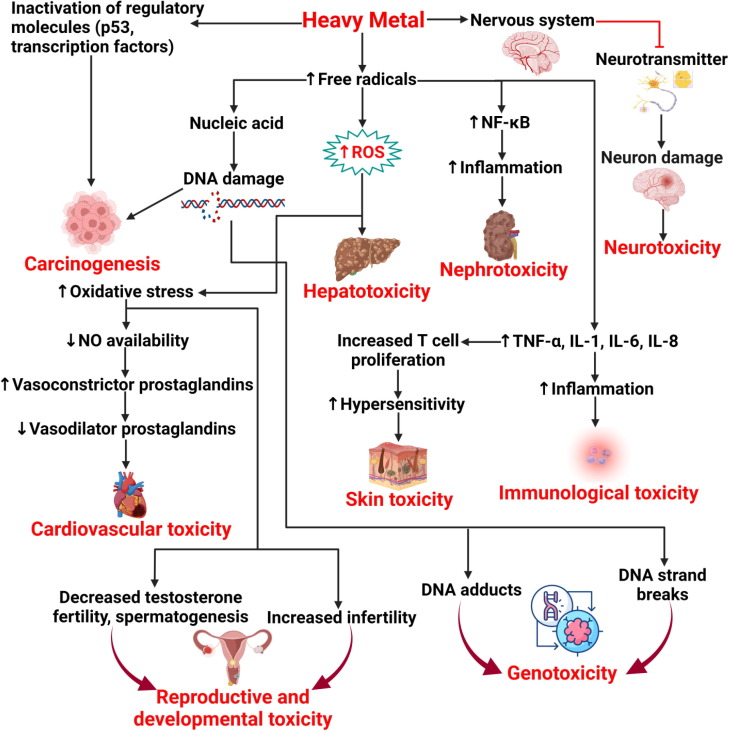 Inactivation of regulatory
molecules (p53,
transcription factors)
Heavy Metal
Nervous system
Neurotransmitter
↑Free radicals
Nucleic acid
↑NF-κB
↑ROS
Neuron damage
↑Inflammation
DNA damage
Carcinogenesis
Hepatotoxicity
Nephrotoxicity
Neurotoxicity
↑Oxidative stress
↓NO availability
Increased T cell
proliferation
↑TNF-α, IL-1, IL-6, IL-8
↑Vasoconstrictor prostaglandins
↑Hypersensitivity
↑Inflammation
↓Vasodilator prostaglandins
Skin toxicity
Immunological toxicity
Cardiovascular toxicity
Decreased testosterone
fertility, spermatogenesis
Increased infertility
DNA adducts
DNA strand
breaks
Reproductive and
developmental toxicity
Genotoxicity